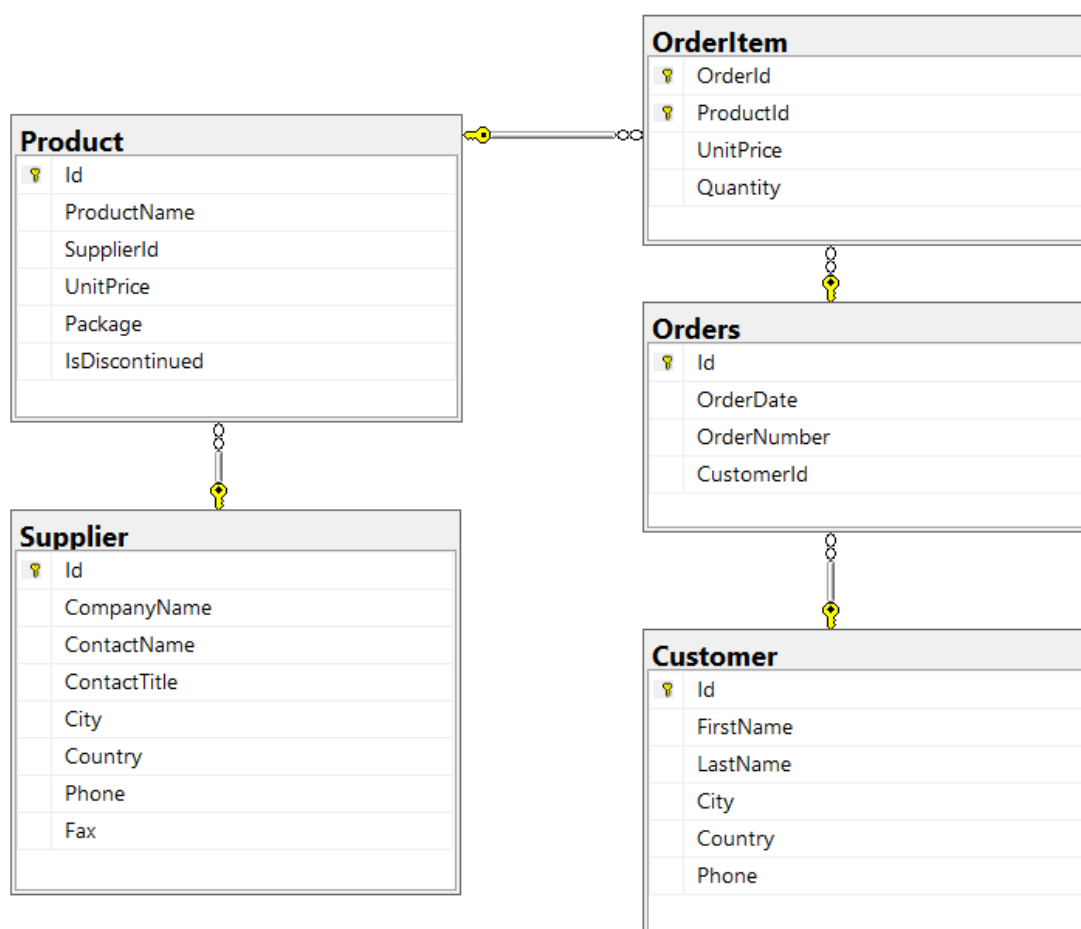 Product
Id
ProductName
SupplierId
UnitPrice
Package
IsDiscontinued
Supplier
Id
CompanyName
ContactName
ContactTitle
City
Country
Phone
Fax
OrderItem
OrderId
ProductId
UnitPrice
Quantity
Orders
Id
OrderDate
OrderNumber
CustomerId
Customer
Id
FirstName
LastName
City
Country
Phone